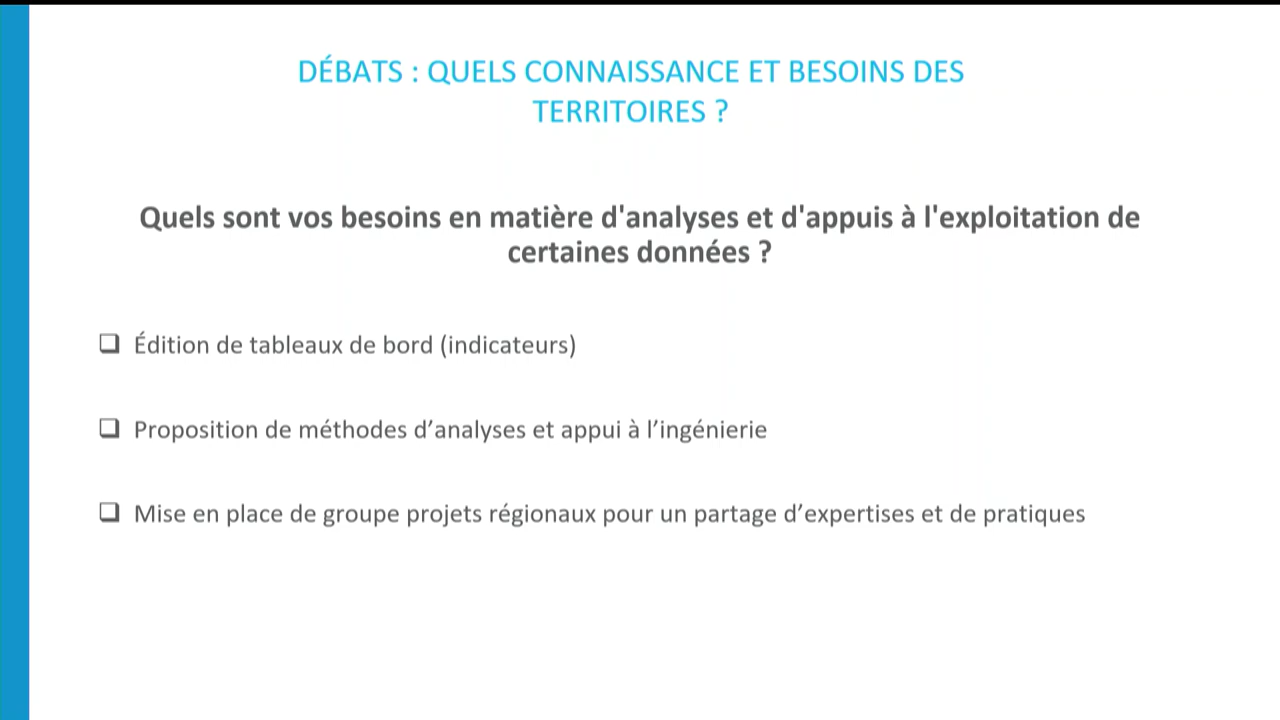 DÉBATS : QUELS CONNAISSANCE ET BESOINS DES
TERRITOIRES ?
Quels sont vos besoins en matière d'analyses et d'appuis à l'exploitation de
certaines données ?
❑ Édition de tableaux de bord (indicateurs)
❑ Proposition de méthodes d’analyses et appui à l’ingénierie
❑ Mise en place de groupe projets régionaux pour un partage d’expertises et de pratiques